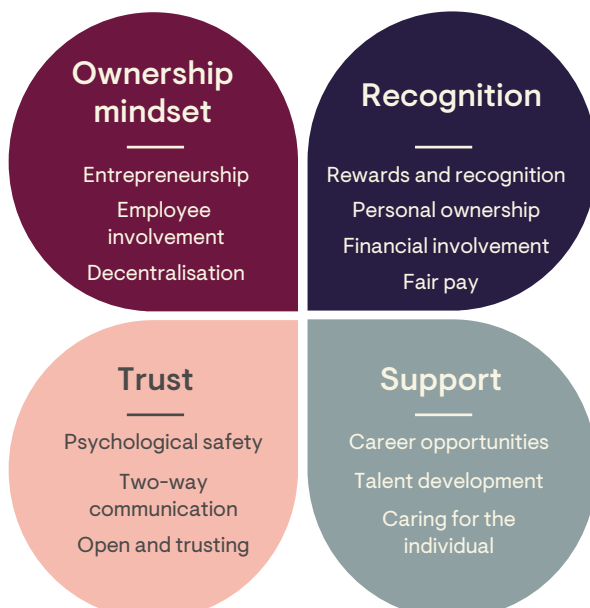 Ownership
mindset
Entrepreneurship
Employee
involvement
Decentralisation
Recognition
Rewards and recognition
Personal ownership
Financial involvement
Fair pay
Trust
Psychological safety
Two-way
communication
Open and trusting
Support
Career opportunities
Talent development
Caring for the
individual